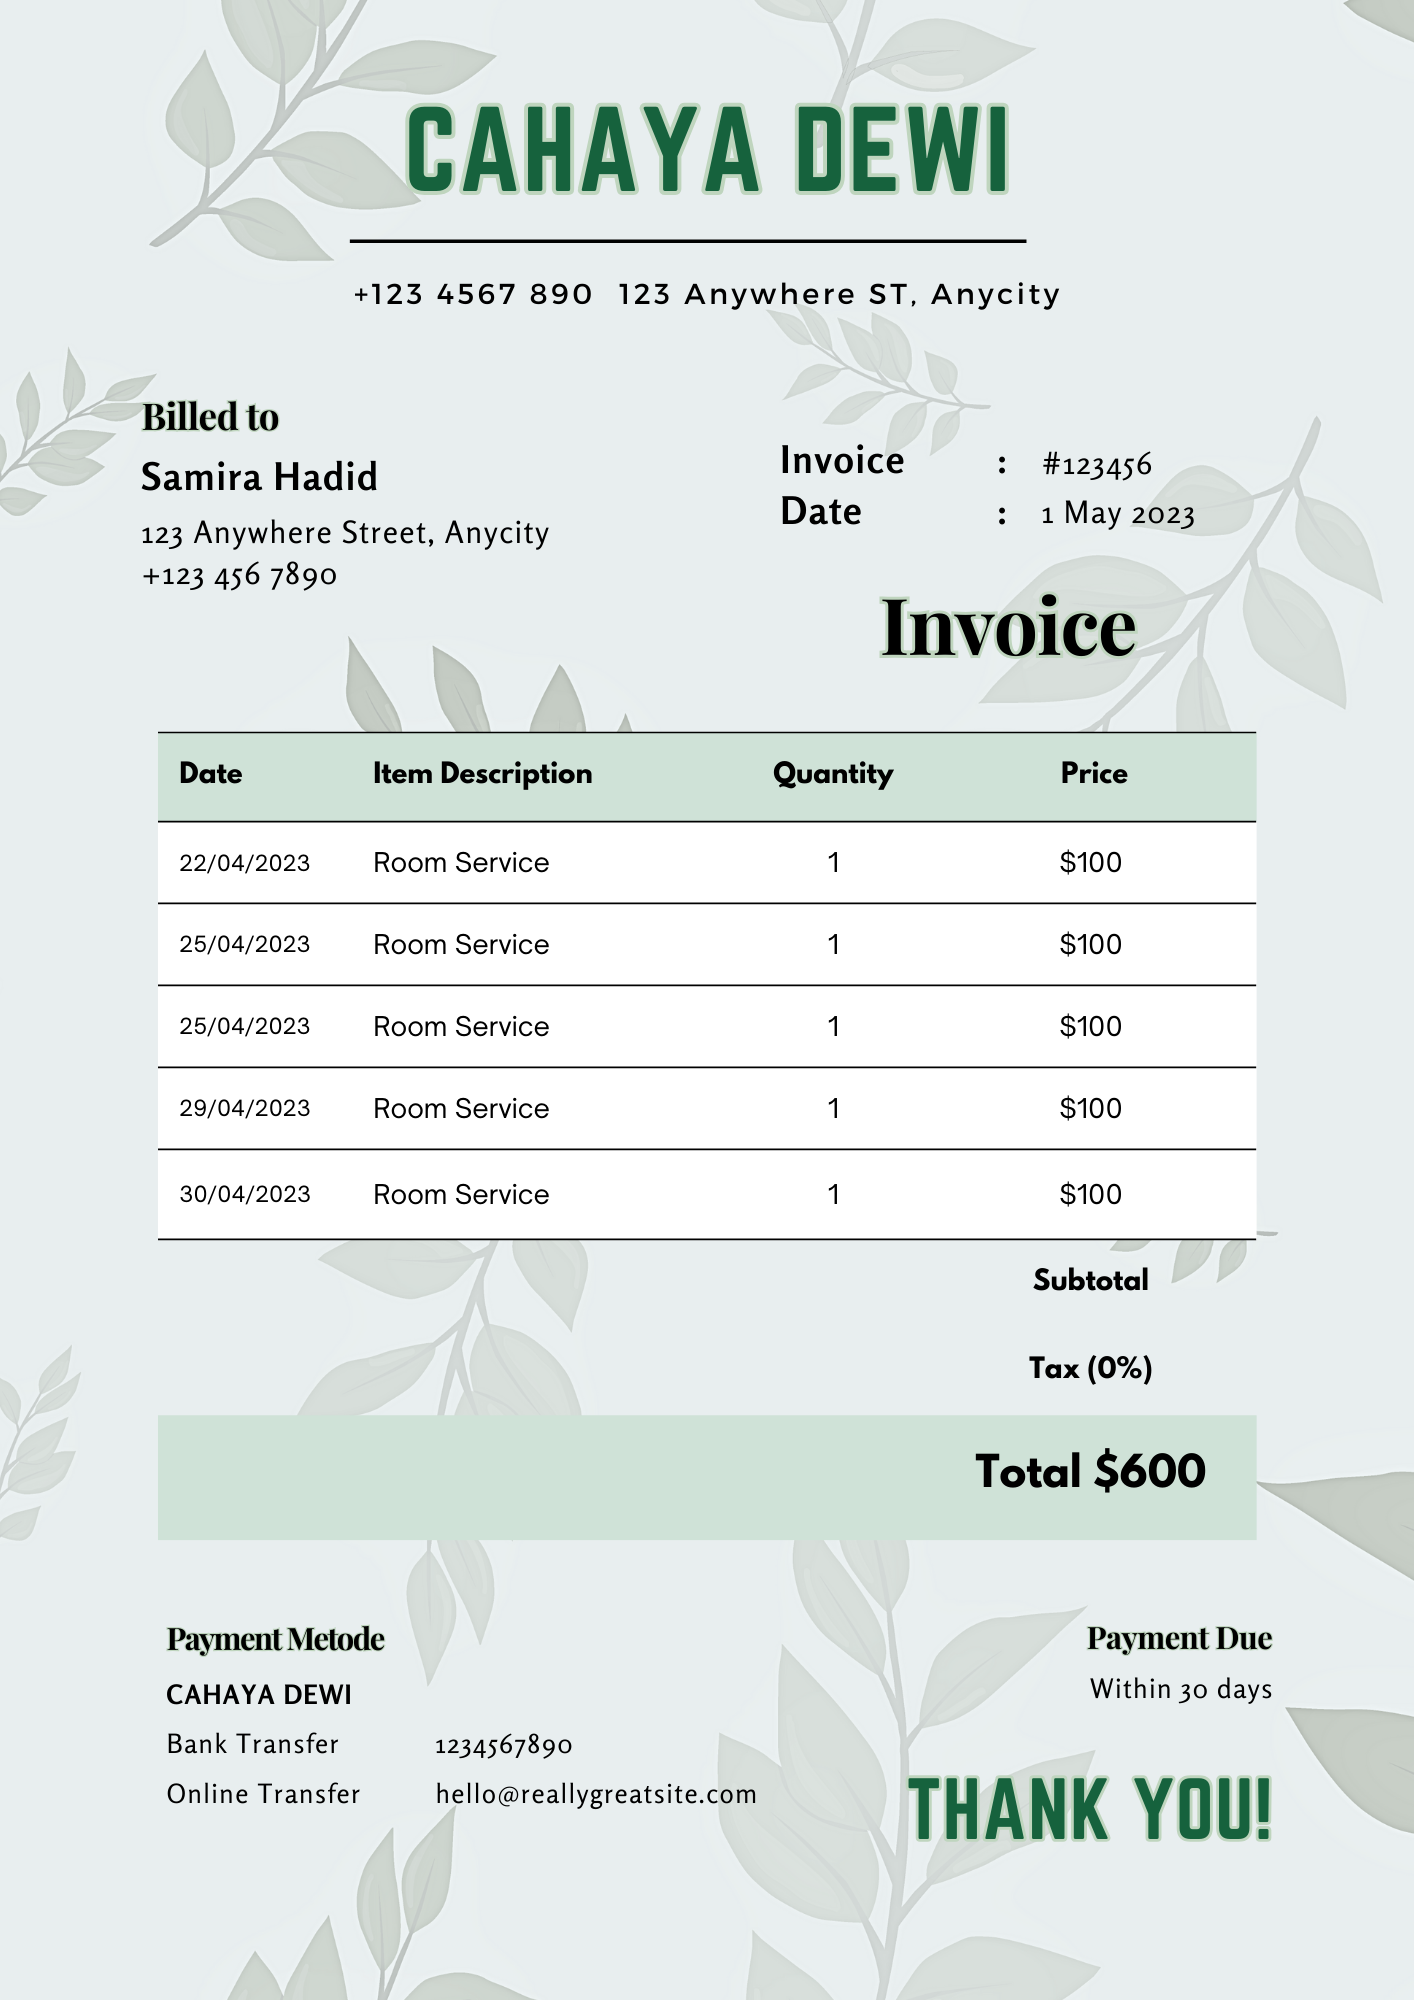 CAHAYA DEWI
+123 4567 890 123 Anywhere ST, Anycity
Billed to
Samira Hadid
123 Anywhere Street, Anycity
+123 456 7890
Invoice : #123456
Date : 1 May 2023
Invoice
Date Item Description Quantity Price
22/04/2023 Room Service 1 $100
25/04/2023 Room Service 1 $100
25/04/2023 Room Service 1 $100
29/04/2023 Room Service 1 $100
30/04/2023 Room Service 1 $100
Subtotal
Tax (0%)
Total $600
Payment Metode
CAHAYA DEWI
Bank Transfer 1234567890
Online Transfer hello@reallygreatsite.com
Payment Due
Within 30 days
THANK YOU!